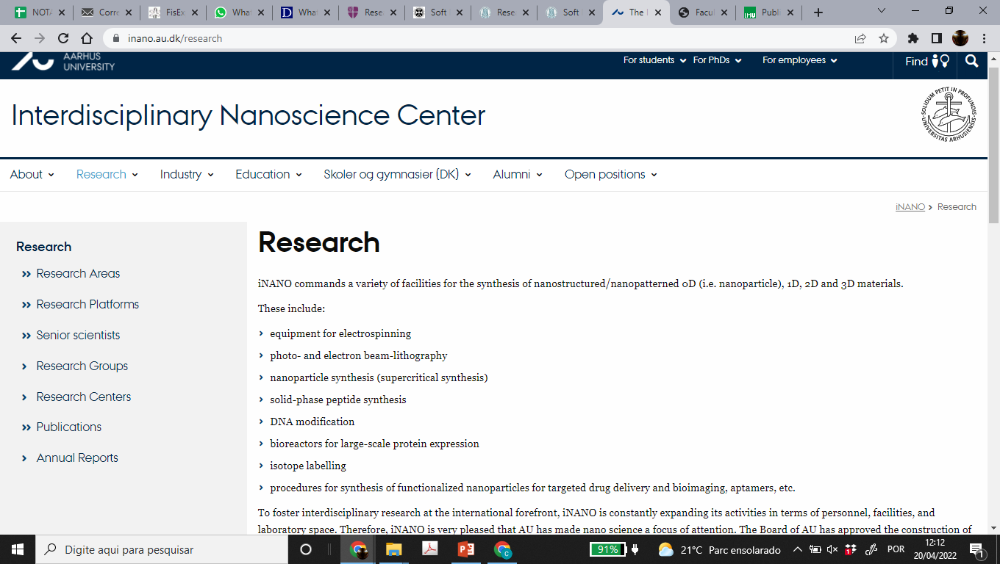 NOTA
Corre
FisEx
What
What
Rese
Soft
Rese
Soft
The
Facul
LMU
Publi
inano.au.dk/research
AARHUS
UNIVERSITY
For students
For PhDs
For employees
Find
Interdisciplinary Nanoscience Center
SOLIDUM PETIT IN PROFUNDIS
UNIVERSITAS ARHUSIENSIS
About
Research
Industry
Education
Skoler og gymnasier (DK)
Alumni
Open positions
iNANO > Research
Research
Research Areas
Research Platforms
Senior scientists
Research Groups
Research Centers
Publications
Annual Reports
Research
iNANO commands a variety of facilities for the synthesis of nanostructured/nanopatterned 0D (i.e. nanoparticle), 1D, 2D and 3D materials.
These include:
equipment for electrospinning
photo- and electron beam-lithography
nanoparticle synthesis (supercritical synthesis)
solid-phase peptide synthesis
DNA modification
bioreactors for large-scale protein expression
isotope labelling
procedures for synthesis of functionalized nanoparticles for targeted drug delivery and bioimaging, aptamers, etc.
To foster interdisciplinary research at the international forefront, iNANO is constantly expanding its activities in terms of personnel, facilities, and
laboratory space. Therefore, iNANO is very pleased that AU has made nano science a focus of attention. The Board of AU has approved the construction of
Digite aqui para pesquisar
91%
21°C Parc ensolarado
POR
12:12
20/04/2022
1